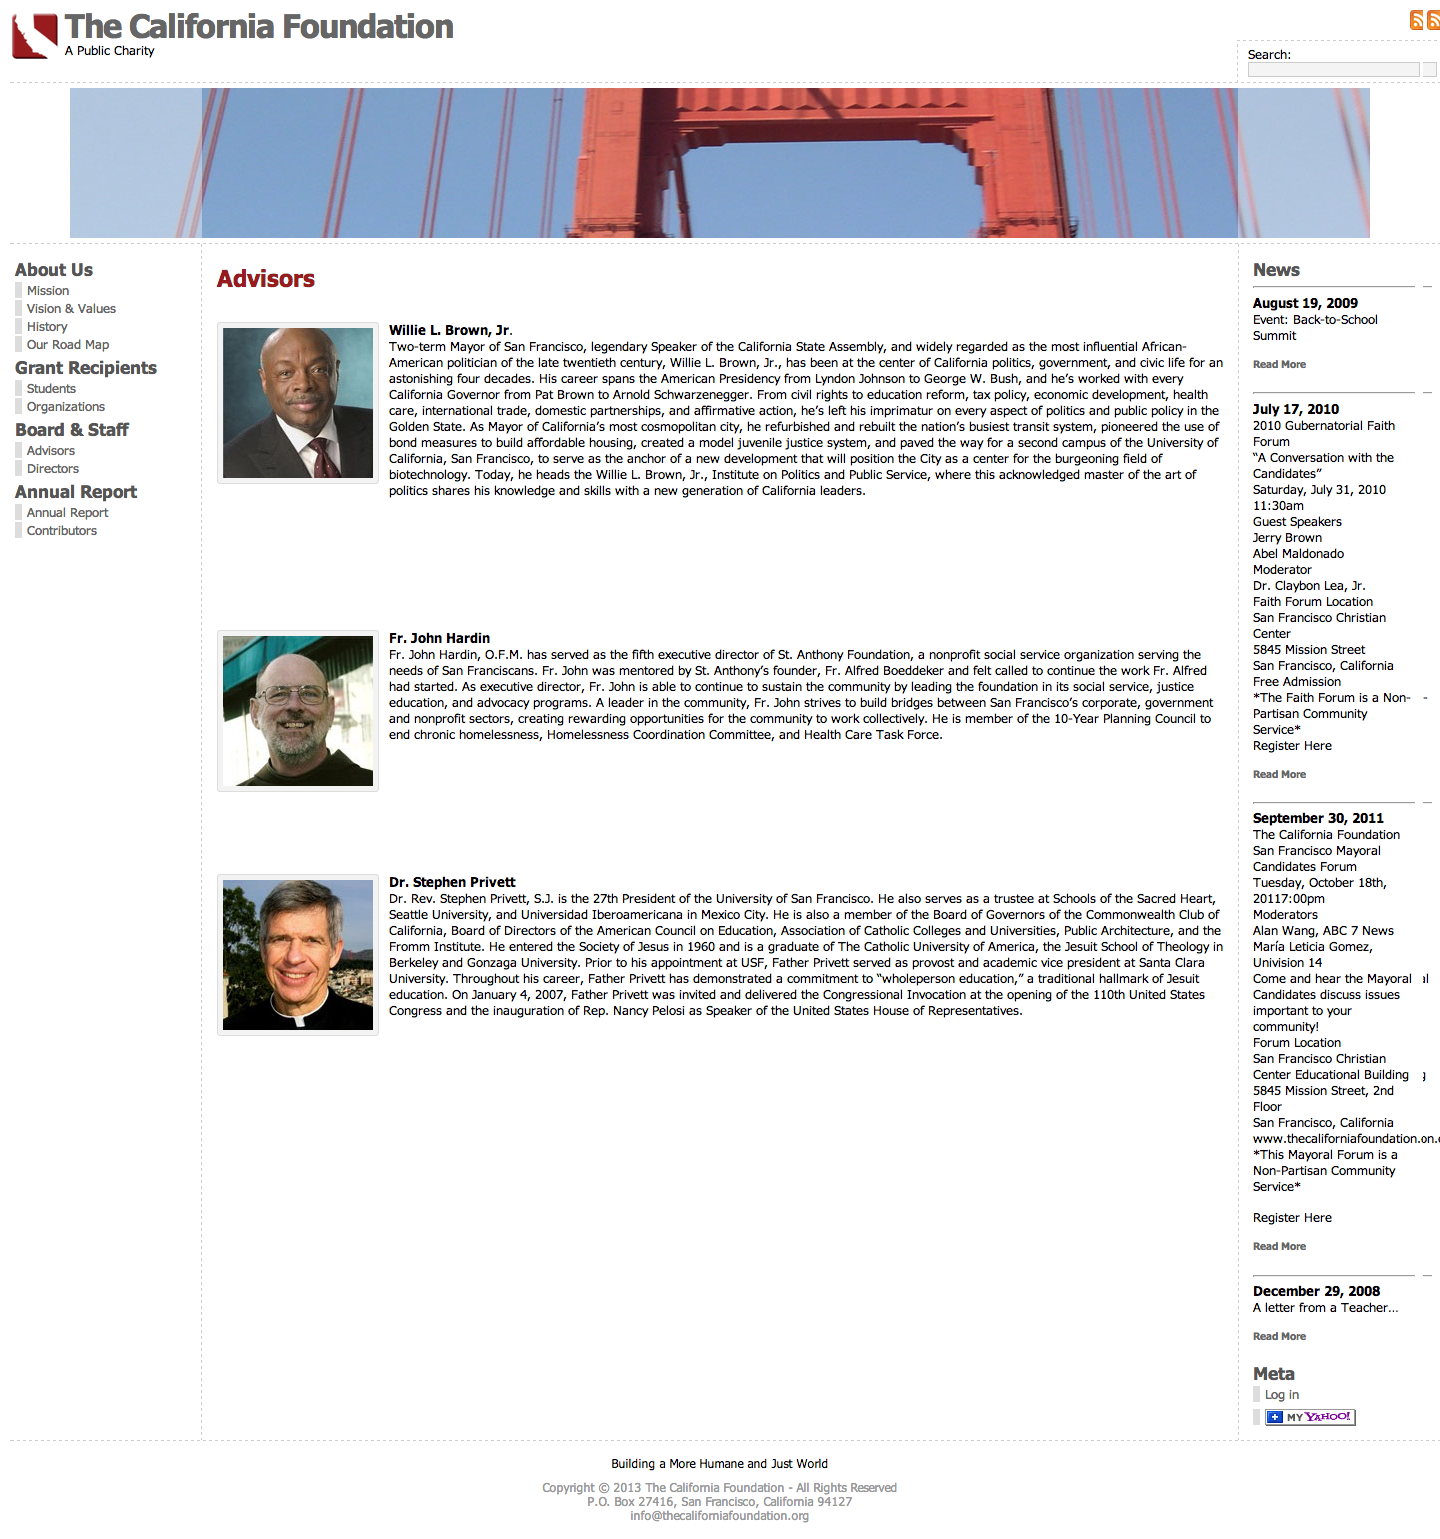 The California Foundation
A Public Charity
Search:
About Us
Mission
Vision & Values
History
Our Road Map
Grant Recipients
Students
Organizations
Board & Staff
Advisors
Directors
Annual Report
Annual Report
Contributors
Advisors
Willie L. Brown, Jr.
Two-term Mayor of San Francisco, legendary Speaker of the California State Assembly, and widely regarded as the most influential African-
American politician of the late twentieth century, Willie L. Brown, Jr., has been at the center of California politics, government, and civic life for an
astonishing four decades. His career spans the American Presidency from Lyndon Johnson to George W. Bush, and he’s worked with every
California Governor from Pat Brown to Arnold Schwarzenegger. From civil rights to education reform, tax policy, economic development, health
care, international trade, domestic partnerships, and affirmative action, he’s left his imprimatur on every aspect of politics and public policy in the
Golden State. As Mayor of California’s most cosmopolitan city, he refurbished and rebuilt the nation’s busiest transit system, pioneered the use of
bond measures to build affordable housing, created a model juvenile justice system, and paved the way for a second campus of the University of
California, San Francisco, to serve as the anchor of a new development that will position the City as a center for the burgeoning field of
biotechnology. Today, he heads the Willie L. Brown, Jr., Institute on Politics and Public Service, where this acknowledged master of the art of
politics shares his knowledge and skills with a new generation of California leaders.
Fr. John Hardin
Fr. John Hardin, O.F.M. has served as the fifth executive director of St. Anthony Foundation, a nonprofit social service organization serving the
needs of San Franciscans. Fr. John was mentored by St. Anthony’s founder, Fr. Alfred Boeddeker and felt called to continue the work Fr. Alfred
had started. As executive director, Fr. John is able to continue to sustain the community by leading the foundation in its social service, justice
education, and advocacy programs. A leader in the community, Fr. John strives to build bridges between San Francisco’s corporate, government
and nonprofit sectors, creating rewarding opportunities for the community to work collectively. He is member of the 10-Year Planning Council to
end chronic homelessness, Homelessness Coordination Committee, and Health Care Task Force.
Dr. Stephen Privett
Dr. Rev. Stephen Privett, S.J. is the 27th President of the University of San Francisco. He also serves as a trustee at Schools of the Sacred Heart,
Seattle University, and Universidad Iberoamericana in Mexico City. He is also a member of the Board of Governors of the Commonwealth Club of
California, Board of Directors of the American Council on Education, Association of Catholic Colleges and Universities, Public Architecture, and the
Fromm Institute. He entered the Society of Jesus in 1960 and is a graduate of The Catholic University of America, the Jesuit School of Theology in
Berkeley and Gonzaga University. Prior to his appointment at USF, Father Privett served as provost and academic vice president at Santa Clara
University. Throughout his career, Father Privett has demonstrated a commitment to “wholeperson education,” a traditional hallmark of Jesuit
education. On January 4, 2007, Father Privett was invited and delivered the Congressional Invocation at the opening of the 110th United States
Congress and the inauguration of Rep. Nancy Pelosi as Speaker of the United States House of Representatives.
News
August 19, 2009
Event: Back-to-School
Summit
Read More
July 17, 2010
2010 Gubernatorial Faith
Forum
“A Conversation with the
Candidates”
Saturday, July 31, 2010
11:30am
Guest Speakers
Jerry Brown
Abel Maldonado
Moderator
Dr. Claybon Lea, Jr.
Faith Forum Location
San Francisco Christian
Center
5845 Mission Street
San Francisco, California
Free Admission
*The Faith Forum is a Non-
Partisan Community
Service*
Register Here
Read More
September 30, 2011
The California Foundation
San Francisco Mayoral
Candidates Forum
Tuesday, October 18th,
20117:00pm
Moderators
Alan Wang, ABC 7 News
María Leticia Gomez,
Univision 14
Come and hear the Mayoral
Candidates discuss issues
important to your
community!
Forum Location
San Francisco Christian
Center Educational Building
5845 Mission Street, 2nd
Floor
San Francisco, California
www.thecaliforniafoundation.on.
*This Mayoral Forum is a
Non-Partisan Community
Service*
Register Here
Read More
December 29, 2008
A letter from a Teacher...
Read More
Meta
Log in
+ MY YAHOO!
Building a More Humane and Just World
Copyright © 2013 The California Foundation - All Rights Reserved
P.O. Box 27416, San Francisco, California 94127
info@thecaliforniafoundation.org